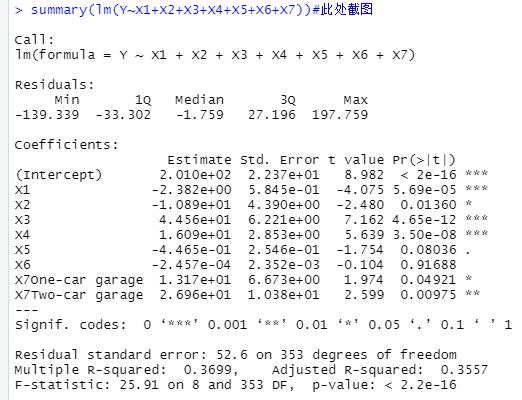 > summary(lm(Y~X1+X2+X3+X4+X5+X6+X7))#此处截图
Call:
lm(formula = Y ~ X1 + X2 + X3 + X4 + X5 + X6 + X7)
Residuals:
Min 1Q Median 3Q Max
-139.339 -33.302 -1.759 27.196 197.759
Coefficients:
Estimate Std. Error t value Pr(>|t|)
(Intercept) 2.010e+02 2.237e+01 8.982 < 2e-16 ***
X1 -2.382e+00 5.845e-01 -4.075 5.69e-05 ***
X2 -1.089e+01 4.390e+00 -2.480 0.01360 *
X3 4.456e+01 6.221e+00 7.162 4.65e-12 ***
X4 1.609e+01 2.853e+00 5.639 3.50e-08 ***
X5 -4.465e-01 2.546e-01 -1.754 0.08036 .
X6 -2.457e-04 2.352e-03 -0.104 0.91688
X7One-car garage 1.317e+01 6.673e+00 1.974 0.04921 *
X7Two-car garage 2.696e+01 1.038e+01 2.599 0.00975 **
---
Signif. codes: 0 ‘***’ 0.001 ‘**’ 0.01 ‘*’ 0.05 ‘.’ 0.1 ‘ ’ 1
Residual standard error: 52.6 on 353 degrees of freedom
Multiple R-squared: 0.3699, Adjusted R-squared: 0.3557
F-statistic: 25.91 on 8 and 353 DF, p-value: < 2.2e-16